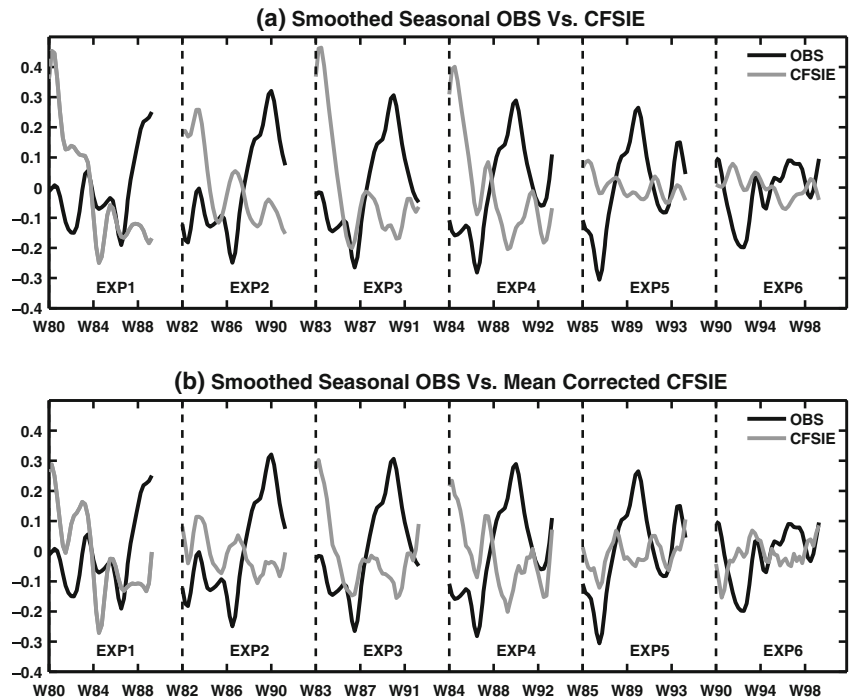 (a) Smoothed Seasonal OBS Vs. CFSIE
OBS
CFSIE
0.4
0.3
0.2
0.1
0
−0.1
−0.2
−0.3
−0.4
EXP1 EXP2 EXP3 EXP4 EXP5 EXP6
W80 W84 W88 W82 W86 W90 W83 W87 W91 W84 W88 W92 W85 W89 W93 W90 W94 W98
(b) Smoothed Seasonal OBS Vs. Mean Corrected CFSIE
OBS
CFSIE
0.4
0.3
0.2
0.1
0
−0.1
−0.2
−0.3
−0.4
EXP1 EXP2 EXP3 EXP4 EXP5 EXP6
W80 W84 W88 W82 W86 W90 W83 W87 W91 W84 W88 W92 W85 W89 W93 W90 W94 W98